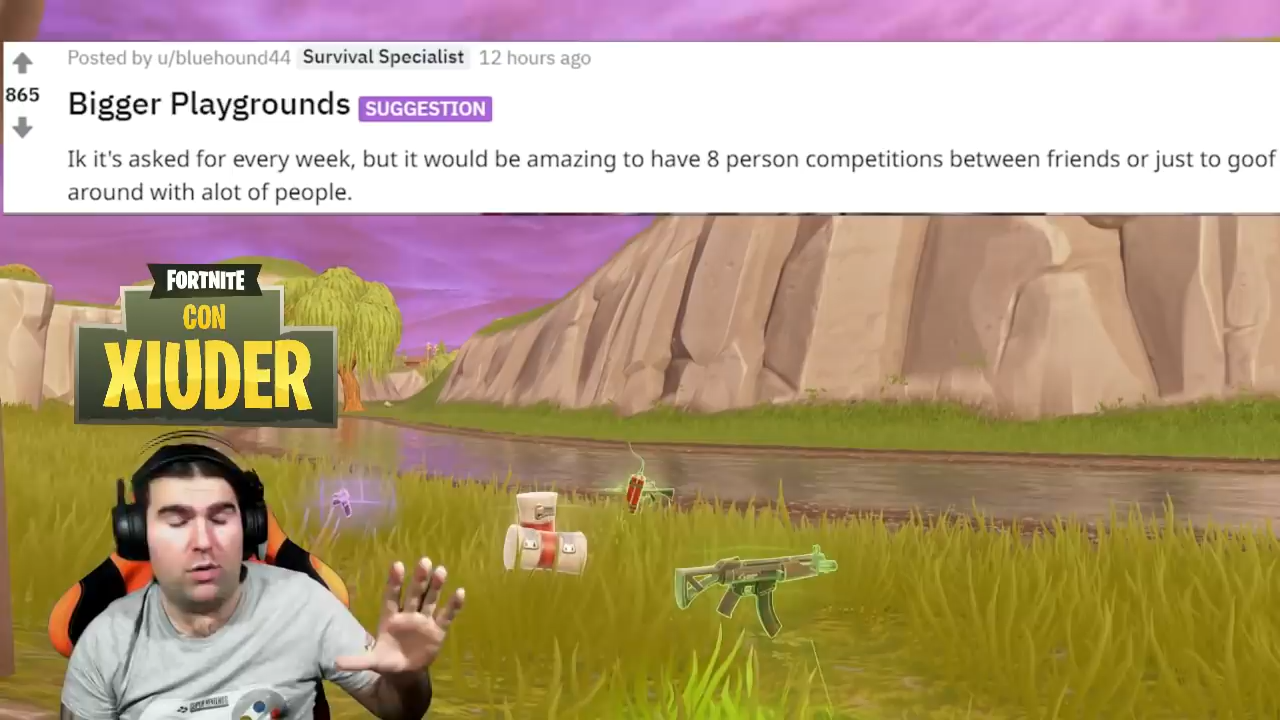 Posted by u/bluehound44 Survival Specialist 12 hours ago
865
Bigger Playgrounds SUGGESTION
Ik it's asked for every week, but it would be amazing to have 8 person competitions between friends or just to goof
around with alot of people.
FORTNITE
CON
XIUDER